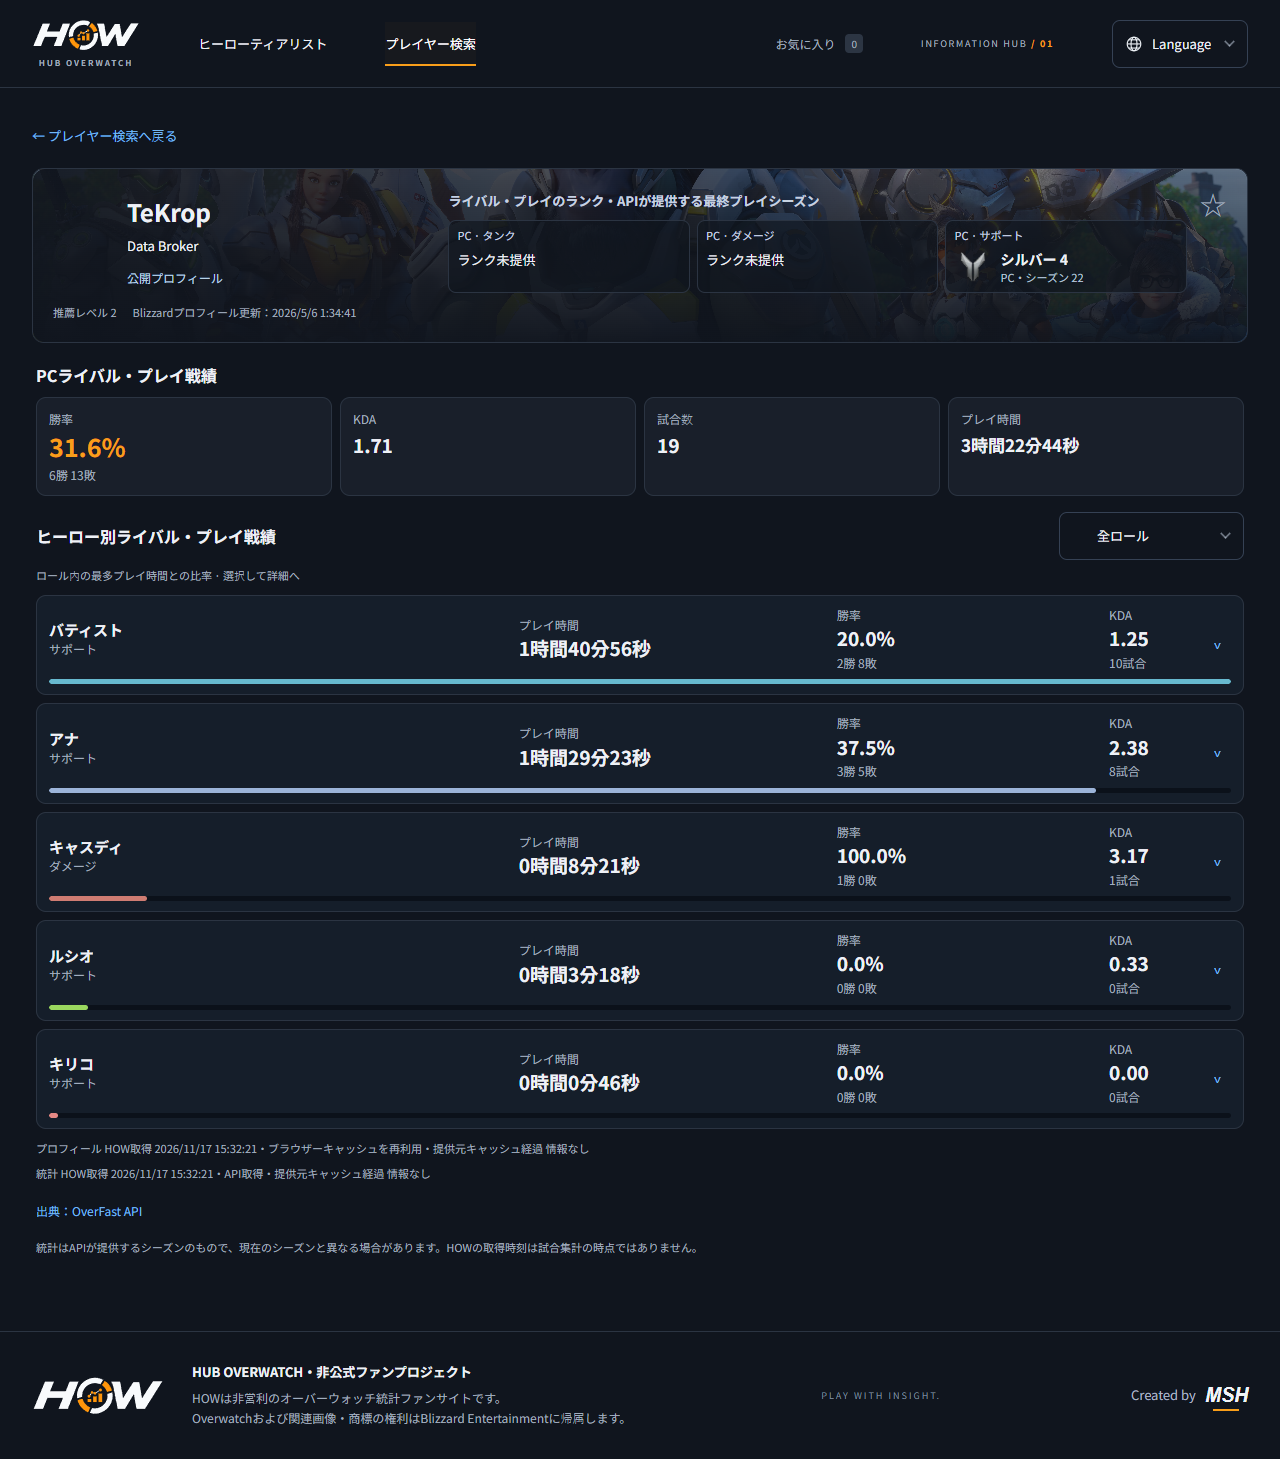 HOW
HUB OVERWATCH
ヒーローティアリスト
プレイヤー検索
お気に入り 0
INFORMATION HUB / 01
Language
← プレイヤー検索へ戻る
TeKrop
Data Broker
公開プロフィール
推薦レベル 2 Blizzardプロフィール更新：2026/5/6 1:34:41
ライバル・プレイのランク・APIが提供する最終プレイシーズン
PC · タンク
ランク未提供
PC · ダメージ
ランク未提供
PC · サポート
シルバー 4
PC・シーズン 22
PCライバル・プレイ戦績
勝率
31.6%
6勝 13敗
KDA
1.71
試合数
19
プレイ時間
3時間22分44秒
ヒーロー別ライバル・プレイ戦績
全ロール
ロール内の最多プレイ時間との比率 · 選択して詳細へ
バティスト
サポート
プレイ時間
1時間40分56秒
勝率
20.0%
2勝 8敗
KDA
1.25
10試合
v
アナ
サポート
プレイ時間
1時間29分23秒
勝率
37.5%
3勝 5敗
KDA
2.38
8試合
v
キャスディ
ダメージ
プレイ時間
0時間8分21秒
勝率
100.0%
1勝 0敗
KDA
3.17
1試合
v
ルシオ
サポート
プレイ時間
0時間3分18秒
勝率
0.0%
0勝 0敗
KDA
0.33
0試合
v
キリコ
サポート
プレイ時間
0時間0分46秒
勝率
0.0%
0勝 0敗
KDA
0.00
0試合
v
プロフィール HOW取得 2026/11/17 15:32:21・ブラウザーキャッシュを再利用・提供元キャッシュ経過 情報なし
統計 HOW取得 2026/11/17 15:32:21・API取得・提供元キャッシュ経過 情報なし
出典：OverFast API
統計はAPIが提供するシーズンのもので、現在のシーズンと異なる場合があります。HOWの取得時刻は試合集計の時点ではありません。
HOW
HUB OVERWATCH・非公式ファンプロジェクト
HOWは非営利のオーバーウォッチ統計ファンサイトです。
Overwatchおよび関連画像・商標の権利はBlizzard Entertainmentに帰属します。
PLAY WITH INSIGHT.
Created by MSH